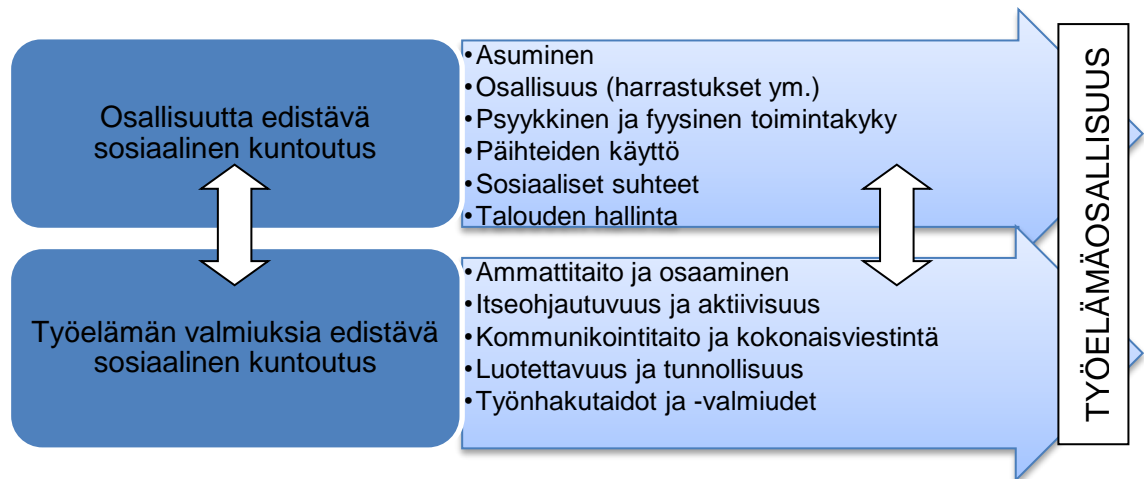 Osallisuutta edistävä
sosiaalinen kuntoutus
•Asuminen
•Osallisuus (harrastukset ym.)
•Psyykkinen ja fyysinen toimintakyky
•Päihteiden käyttö
•Sosiaaliset suhteet
•Talouden hallinta
Työelämän valmiuksia edistävä
sosiaalinen kuntoutus
•Ammattitaito ja osaaminen
•Itseohjautuvuus ja aktiivisuus
•Kommunikointitaito ja kokonaisviestintä
•Luotettavuus ja tunnollisuus
•Työnhakutaidot ja -valmiudet
TYÖELÄMÄOSALLISUUS